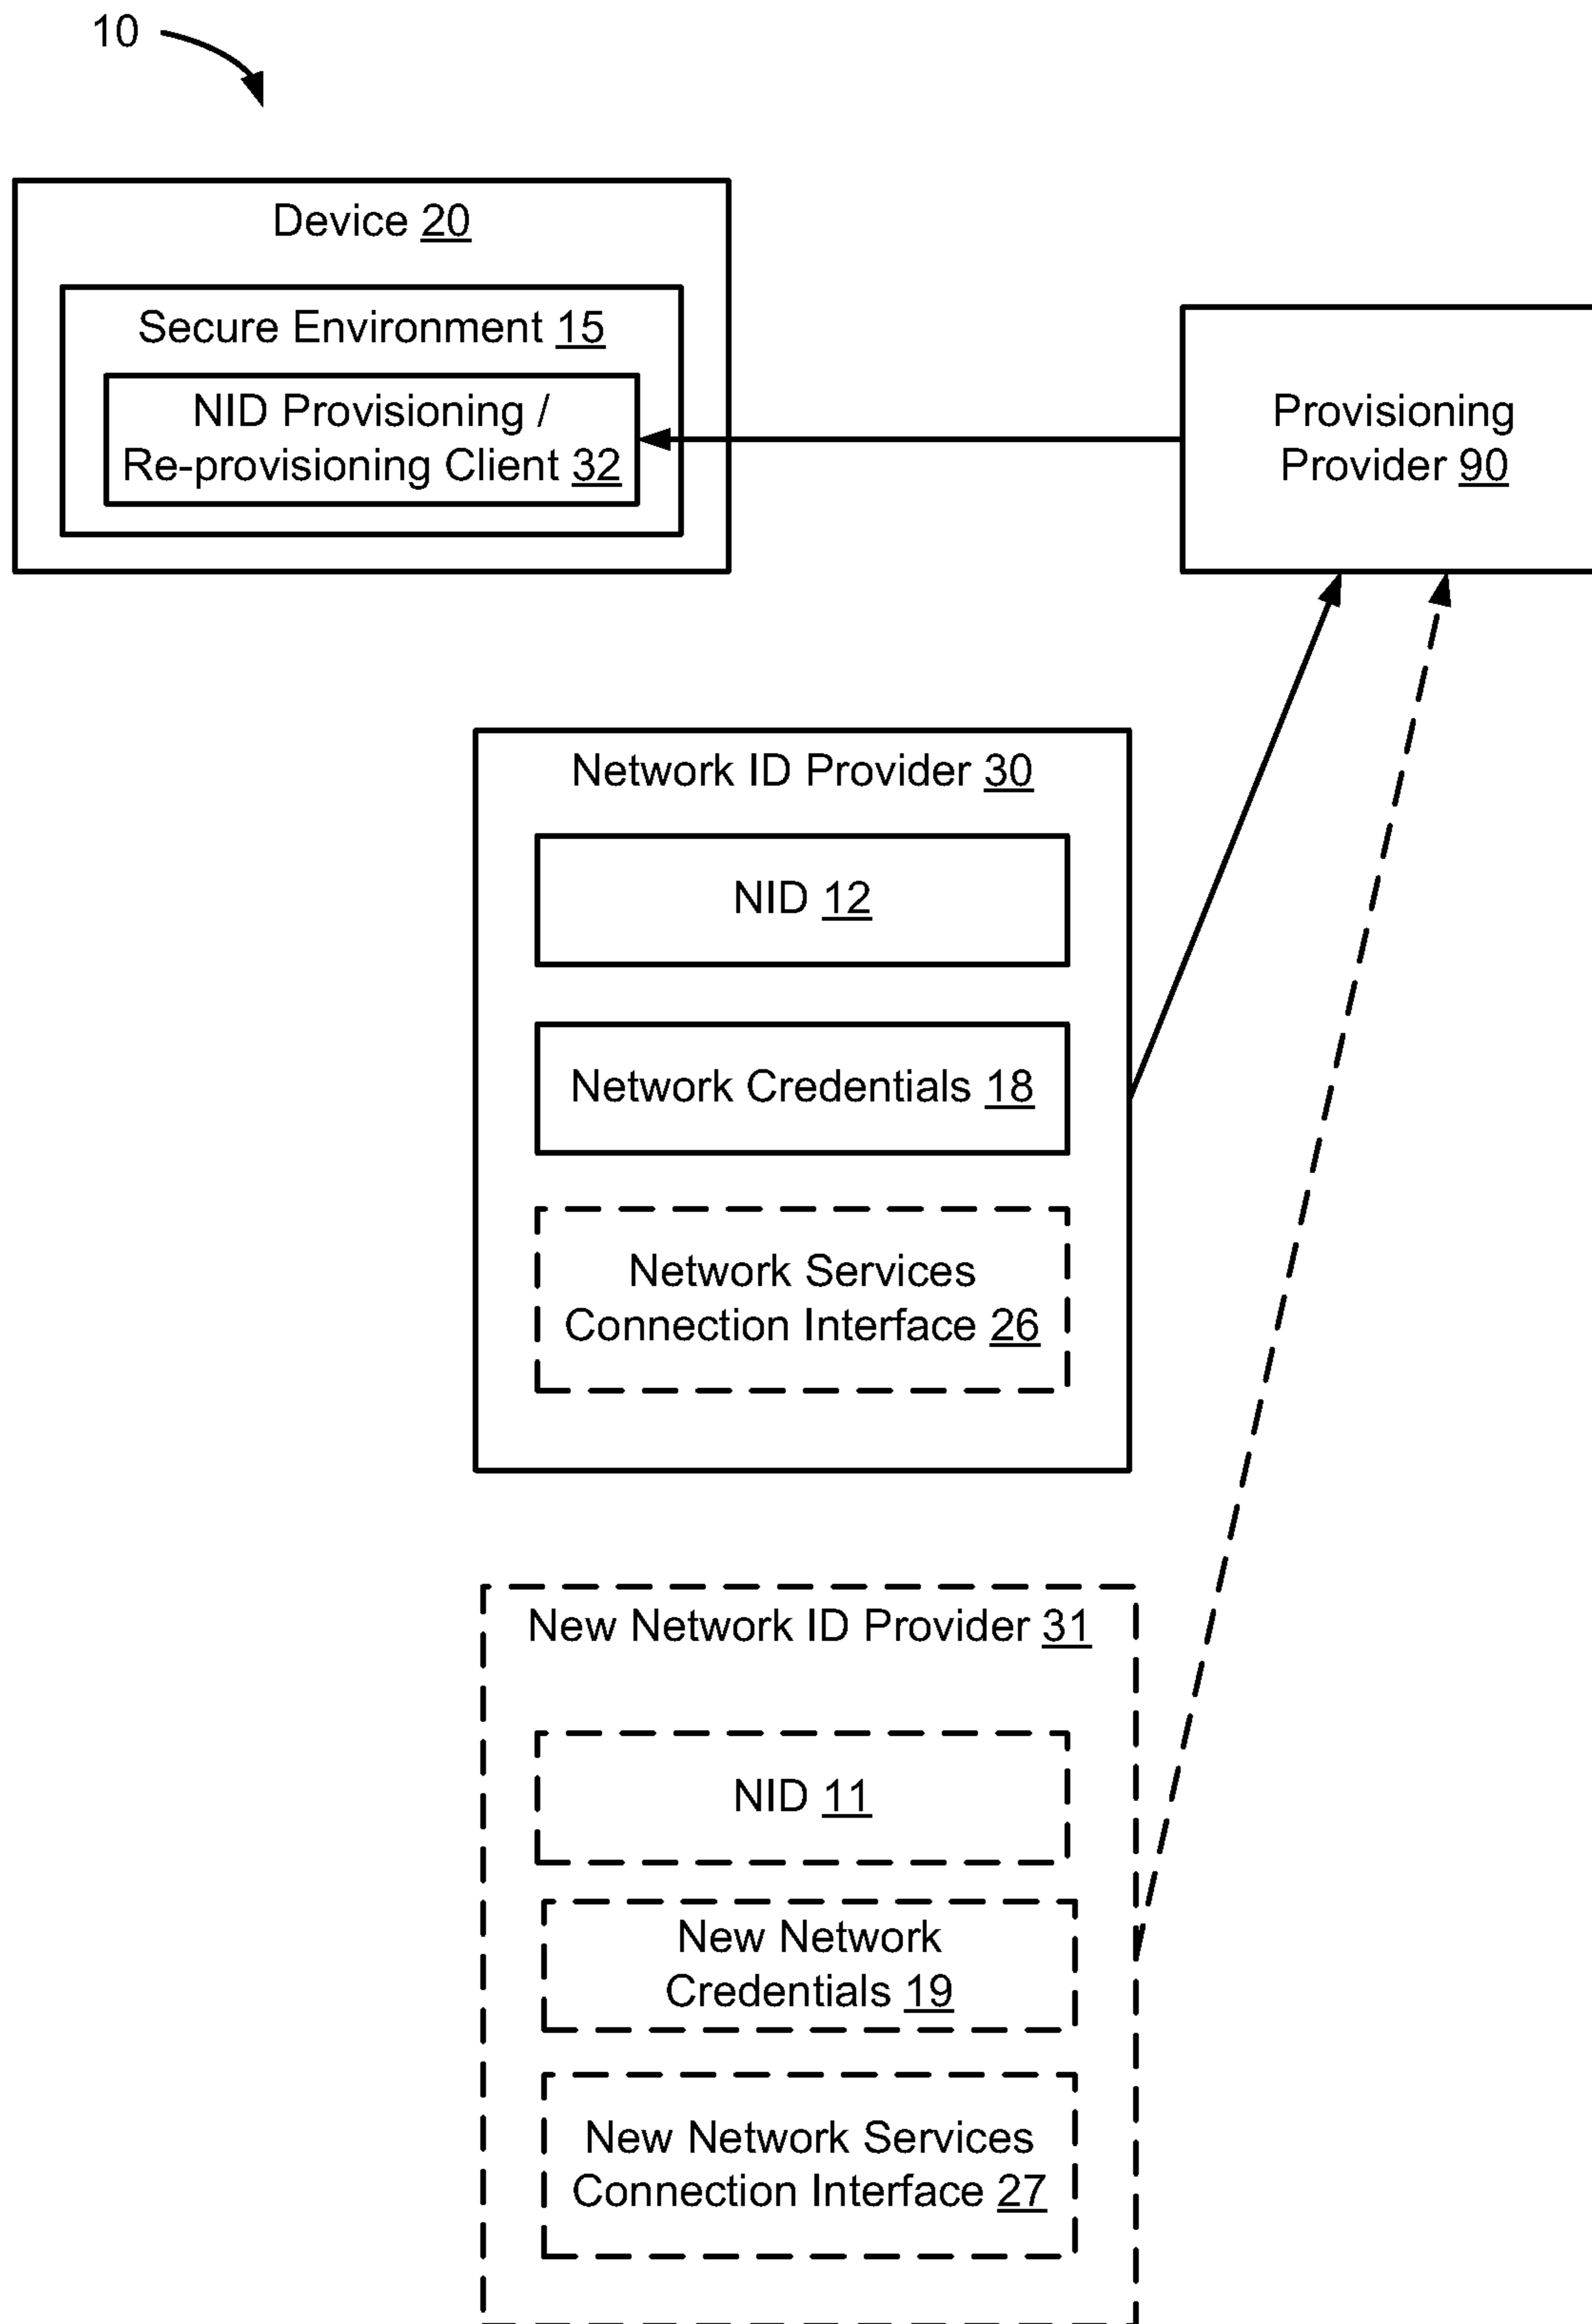 10
Device 20
Secure Environment 15
NID Provisioning /
Re-provisioning Client 32
Provisioning
Provider 90
Network ID Provider 30
NID 12
Network Credentials 18
Network Services
Connection Interface 26
New Network ID Provider 31
NID 11
New Network
Credentials 19
New Network Services
Connection Interface 27